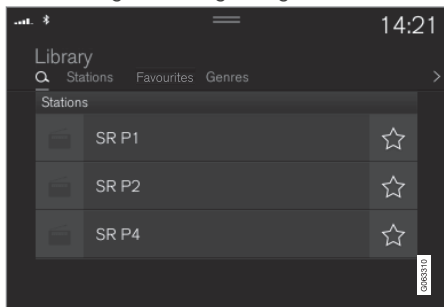 14:21
Library
Stations Favourites Genres
Stations
SR P1
SR P2
SR P4
G063310